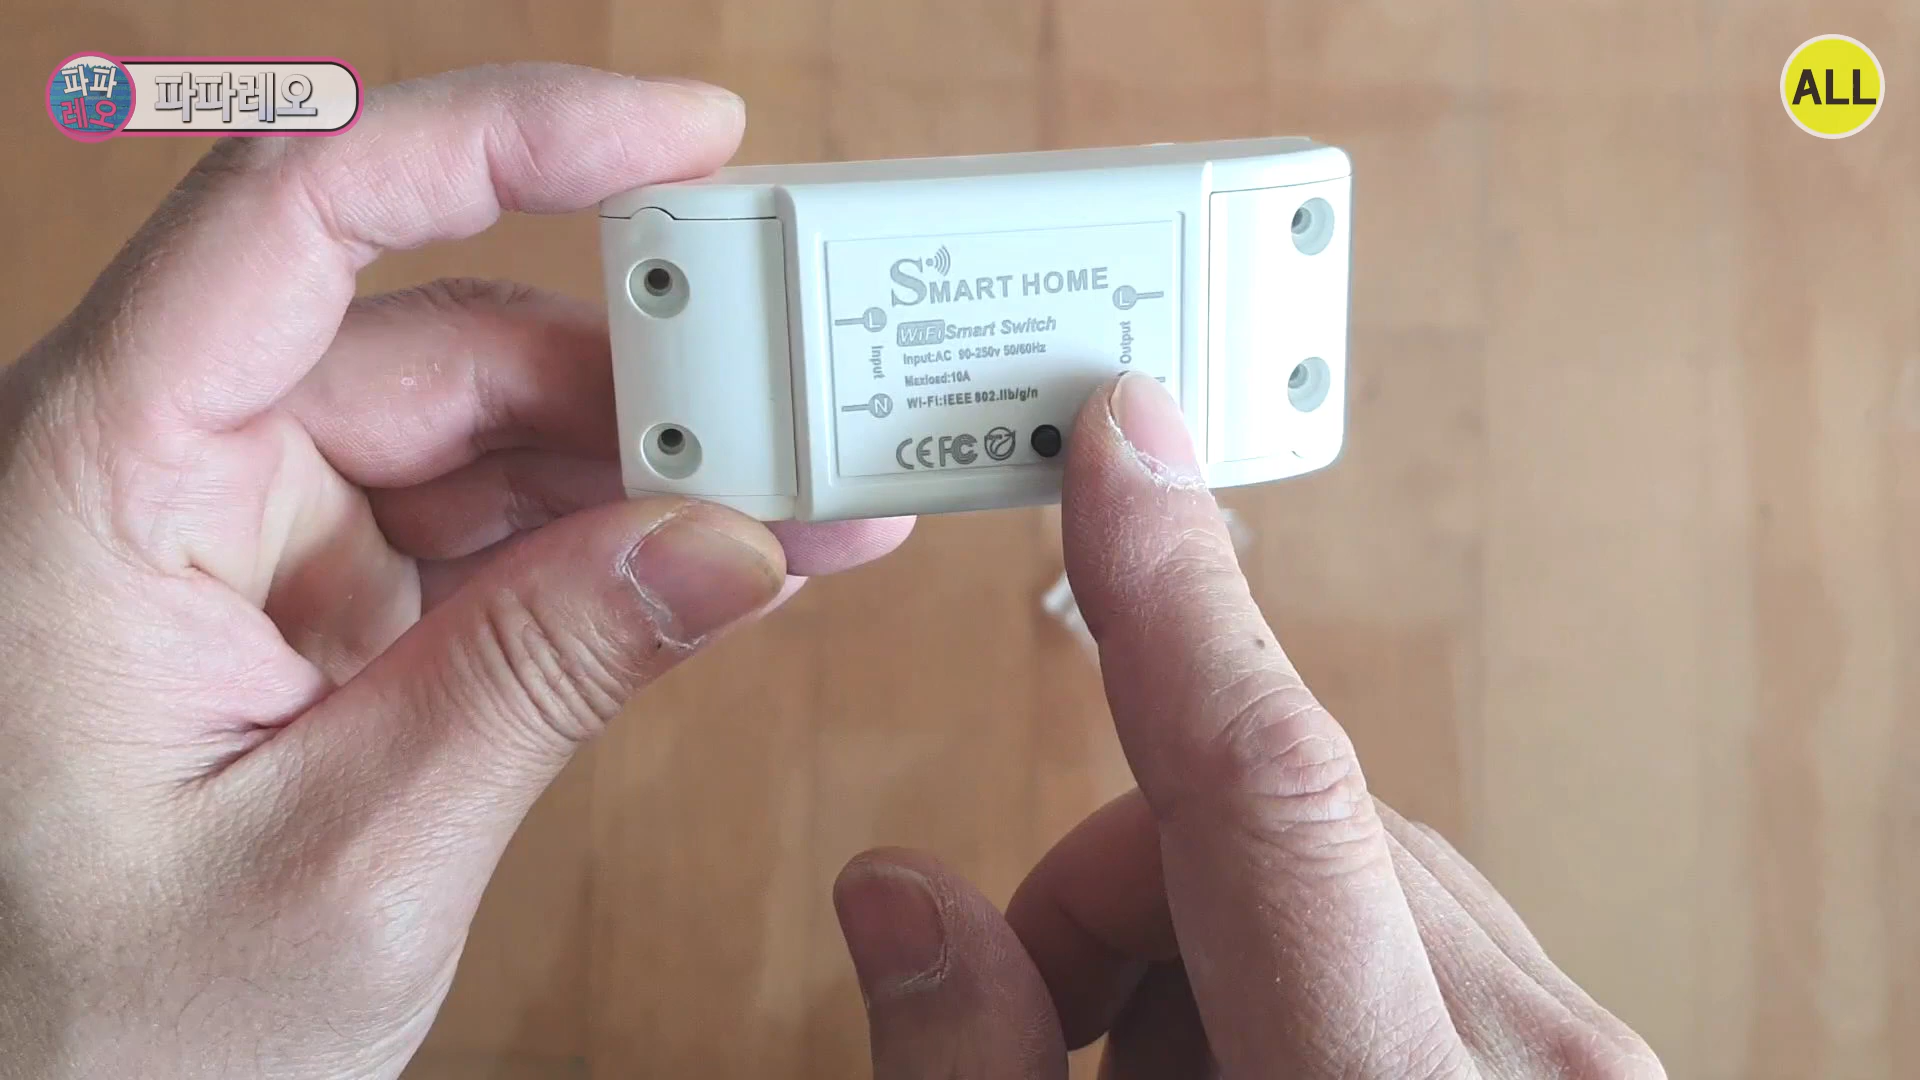 파파
레오
파파레오
ALL
SMART HOME
WiFi Smart Switch
Input:AC 90-250v 50/60Hz
Maxload:10A
Wi-Fi:IEEE 802.llb/g/n
L
Input
N
L
Output
CE FC